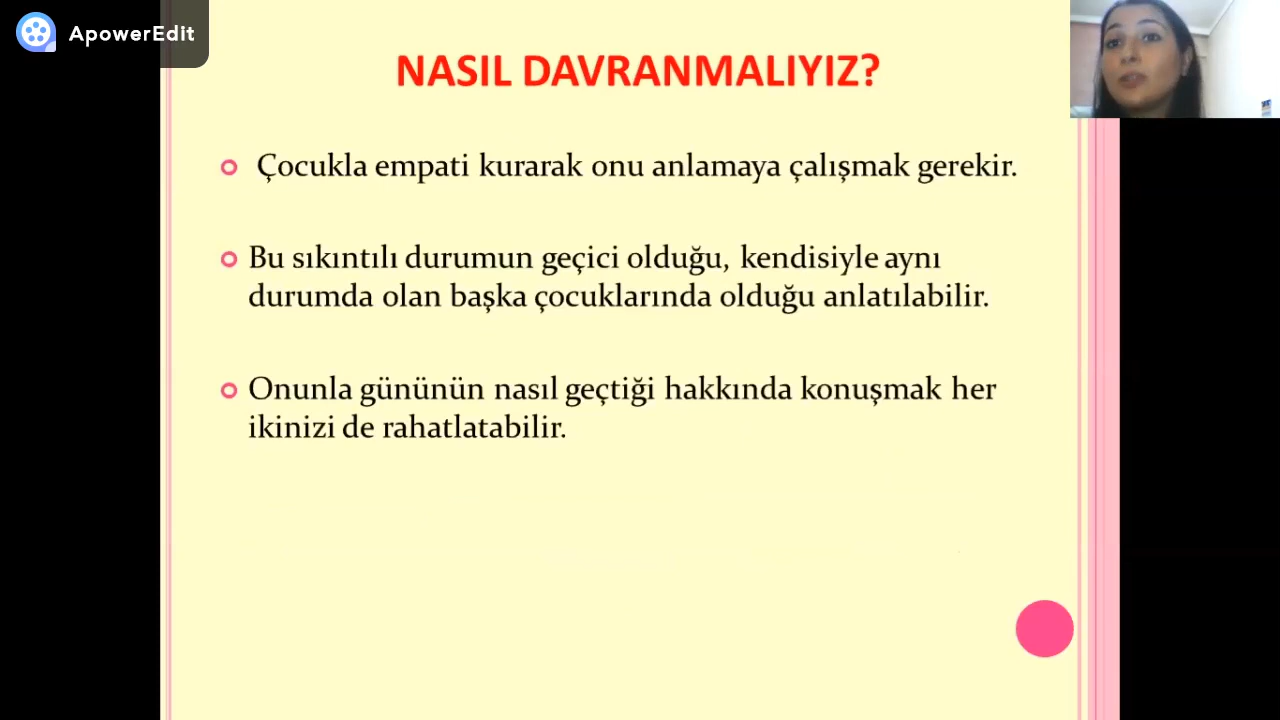 ApowerEdit
NASIL DAVRANMALIYIZ?
Çocukla empati kurarak onu anlamaya çalışmak gerekir.
Bu sıkıntılı durumun geçici olduğu, kendisiyle aynı
durumda olan başka çocuklarında olduğu anlatılabilir.
Onunla gününün nasıl geçtiği hakkında konuşmak her
ikinizi de rahatlatabilir.